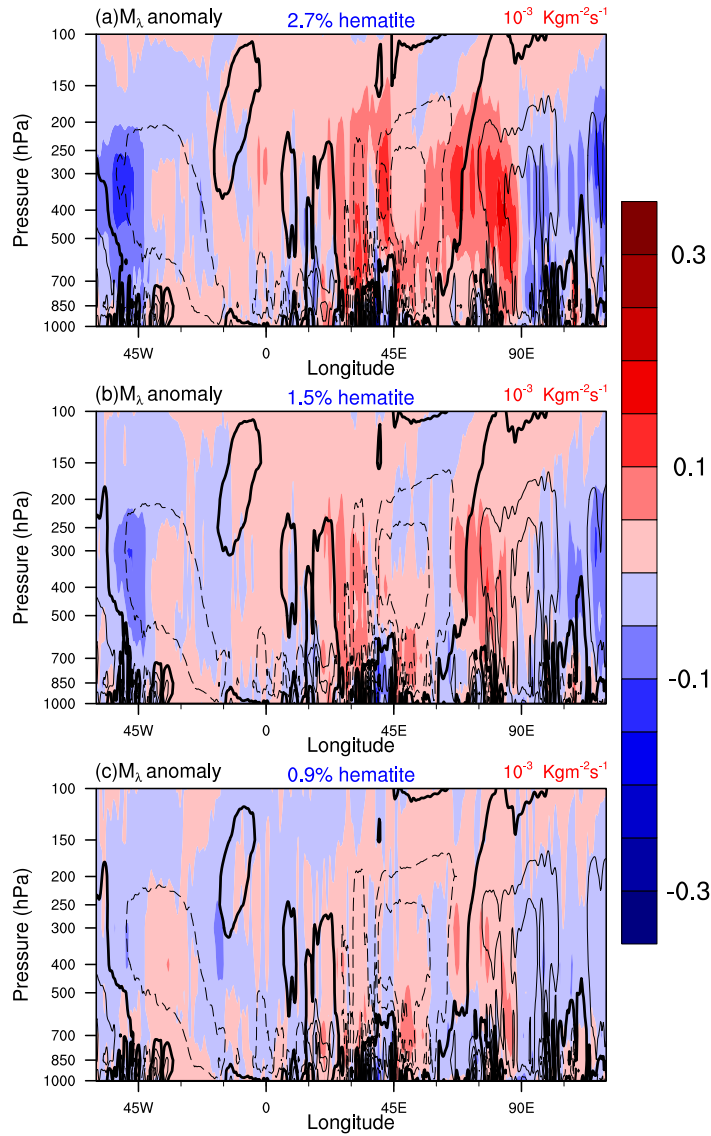 (a)Mλ anomaly 2.7% hematite 10⁻³ Kgm⁻²s⁻¹
100
150
200
250
300
400
500
700
850
1000
Pressure (hPa)
45W 0 45E 90E
Longitude
(b)Mλ anomaly 1.5% hematite 10⁻³ Kgm⁻²s⁻¹
100
150
200
250
300
400
500
700
850
1000
Pressure (hPa)
45W 0 45E 90E
Longitude
(c)Mλ anomaly 0.9% hematite 10⁻³ Kgm⁻²s⁻¹
100
150
200
250
300
400
500
700
850
1000
Pressure (hPa)
45W 0 45E 90E
Longitude
0.3
0.1
-0.1
-0.3